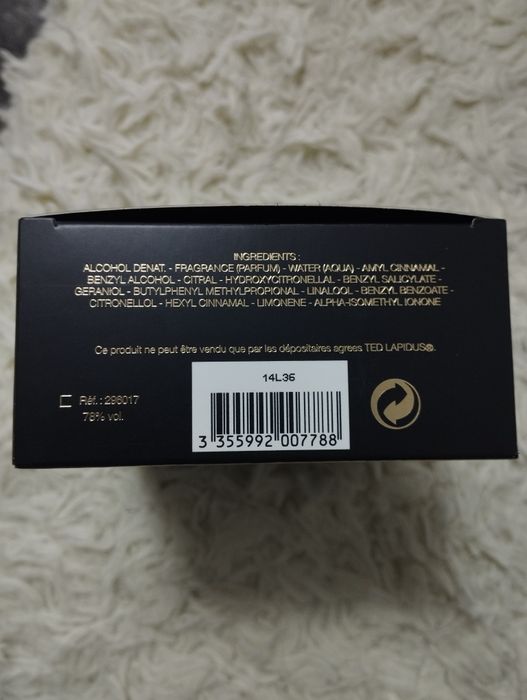 INGREDIENTS :
ALCOHOL DENAT. - FRAGRANCE (PARFUM) - WATER (AQUA) - AMYL CINNAMAL -
BENZYL ALCOHOL - CITRAL - HYDROXYCITRONELLAL - BENZYL SALICYLATE -
GERANIOL - BUTYLPHENYL METHYLPROPIONAL - LINALOOL - BENZYL BENZOATE -
CITRONELLOL - HEXYL CINNAMAL - LIMONENE - ALPHA-ISOMETHYL IONONE
Ce produit ne peut être vendu que par les dépositaires agrees TED LAPIDUS®.
14L36
Réf. : 296017
78% vol.
3 355992 007788